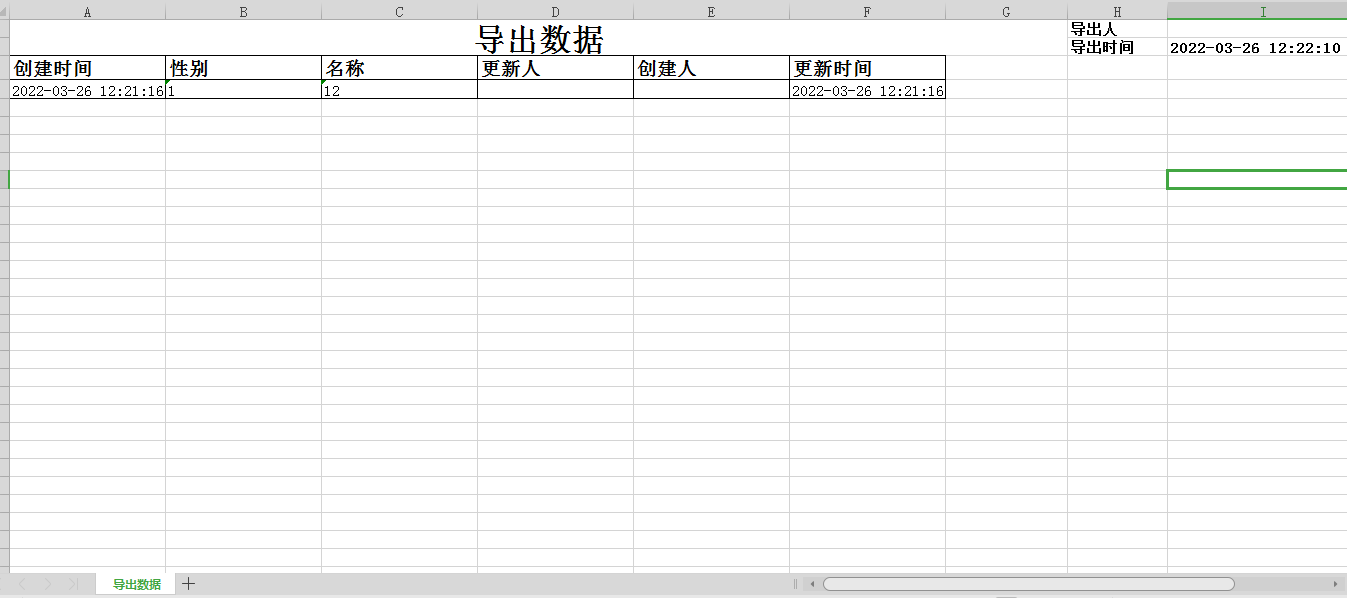 A B C D E F G H I
导出数据
导出人
导出时间 2022-03-26 12:22:10
创建时间 性别 名称 更新人 创建人 更新时间
2022-03-26 12:21:16 1 12 2022-03-26 12:21:16
导出数据